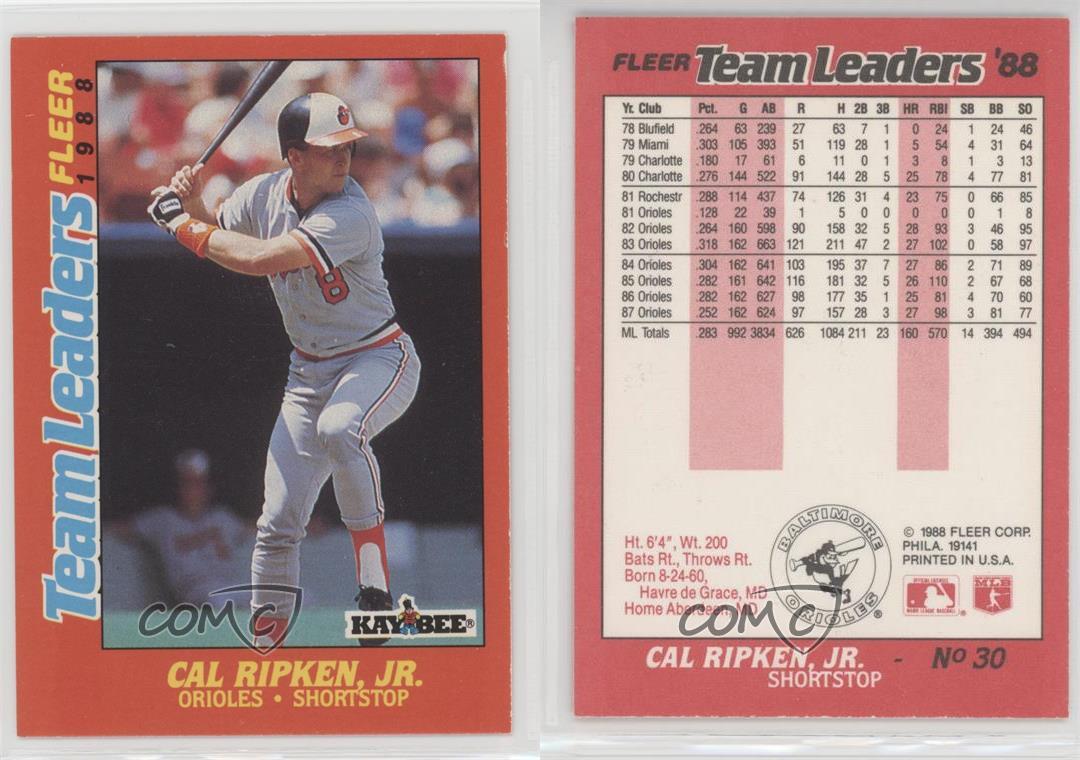 Team Leaders FLEER
1988
8
KAY BEE®
COMC
CAL RIPKEN, JR.
ORIOLES • SHORTSTOP
FLEER Team Leaders '88
Yr. Club Pct. G AB R H 2B 3B HR RBI SB BB SO
78 Blufield .264 63 239 27 63 7 1 0 24 1 24 46
79 Miami .303 105 393 51 119 28 1 5 54 4 31 64
79 Charlotte .180 17 61 6 11 0 1 3 8 1 3 13
80 Charlotte .276 144 522 91 144 28 5 25 78 4 77 81
81 Rochestr .288 114 437 74 126 31 4 23 75 0 66 85
81 Orioles .128 22 39 1 5 0 0 0 0 0 1 8
82 Orioles .264 160 598 90 158 32 5 28 93 3 46 95
83 Orioles .318 162 663 121 211 47 2 27 102 0 58 97
84 Orioles .304 162 641 103 195 37 7 27 86 2 71 89
85 Orioles .282 161 642 116 181 32 5 26 110 2 67 68
86 Orioles .282 162 627 98 177 35 1 25 81 4 70 60
87 Orioles .252 162 624 97 157 28 3 27 98 3 81 77
ML Totals .283 992 3834 626 1084 211 23 160 570 14 394 494
Ht. 6'4", Wt. 200
Bats Rt., Throws Rt.
Born 8-24-60,
Havre de Grace, MD
Home Aberdeen, MD
BALTIMORE
ORIOLES
®
© 1988 FLEER CORP.
PHILA. 19141
PRINTED IN U.S.A.
MLB
COMC
CAL RIPKEN, JR. - Nº 30
SHORTSTOP